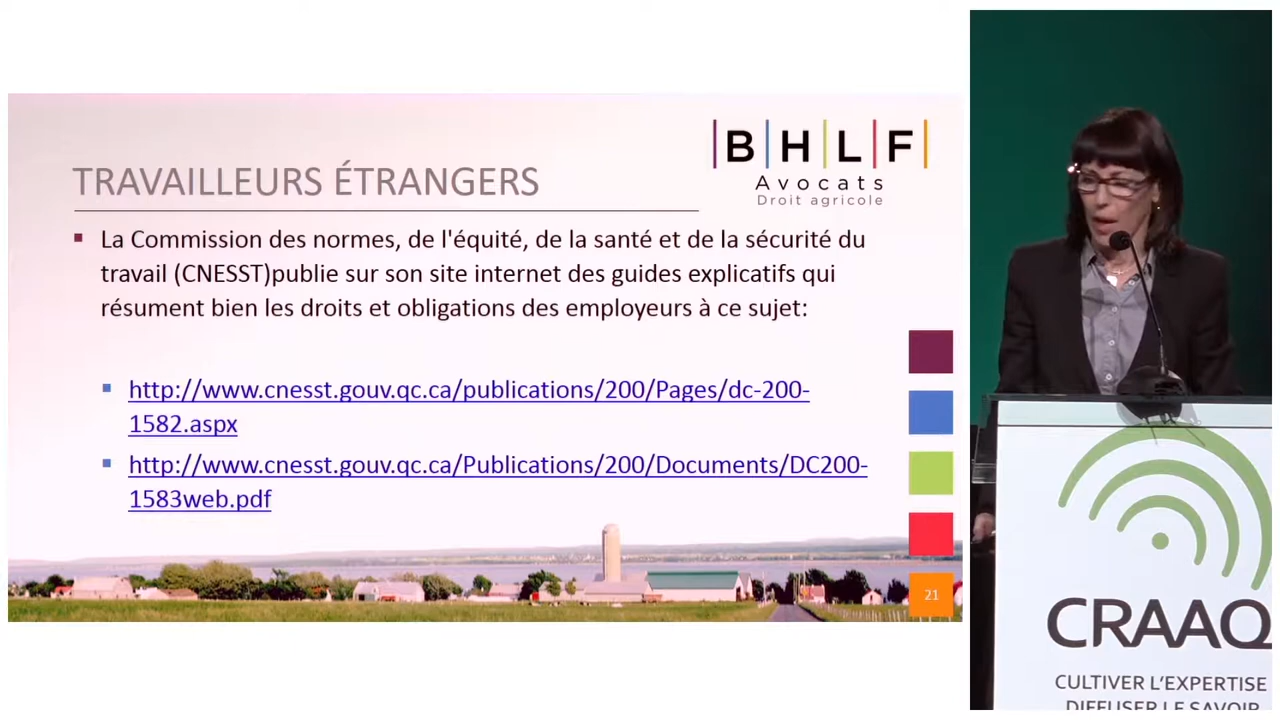 |B|H|L|F|
Avocats
Droit agricole
TRAVAILLEURS ÉTRANGERS
La Commission des normes, de l'équité, de la santé et de la sécurité du
travail (CNESST)publie sur son site internet des guides explicatifs qui
résument bien les droits et obligations des employeurs à ce sujet:
http://www.cnesst.gouv.qc.ca/publications/200/Pages/dc-200-
1582.aspx
http://www.cnesst.gouv.qc.ca/Publications/200/Documents/DC200-
1583web.pdf
21
CRAAQ
CULTIVER L'EXPERTISE
DIFFUSER LE SAVOIR